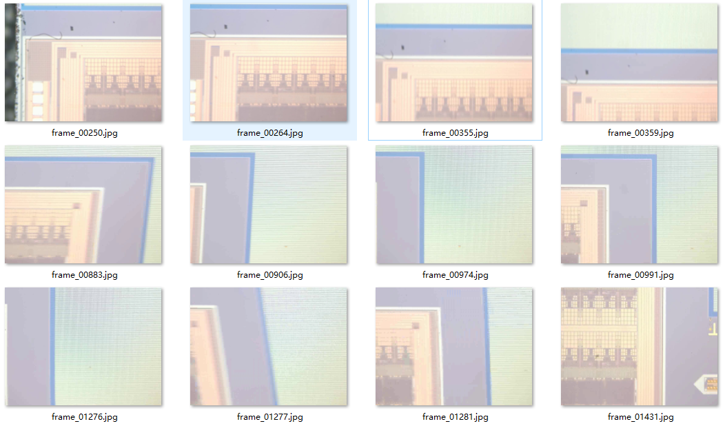 frame_00250.jpg
frame_00264.jpg
frame_00355.jpg
frame_00359.jpg
frame_00883.jpg
frame_00906.jpg
frame_00974.jpg
frame_00991.jpg
frame_01276.jpg
frame_01277.jpg
frame_01281.jpg
frame_01431.jpg